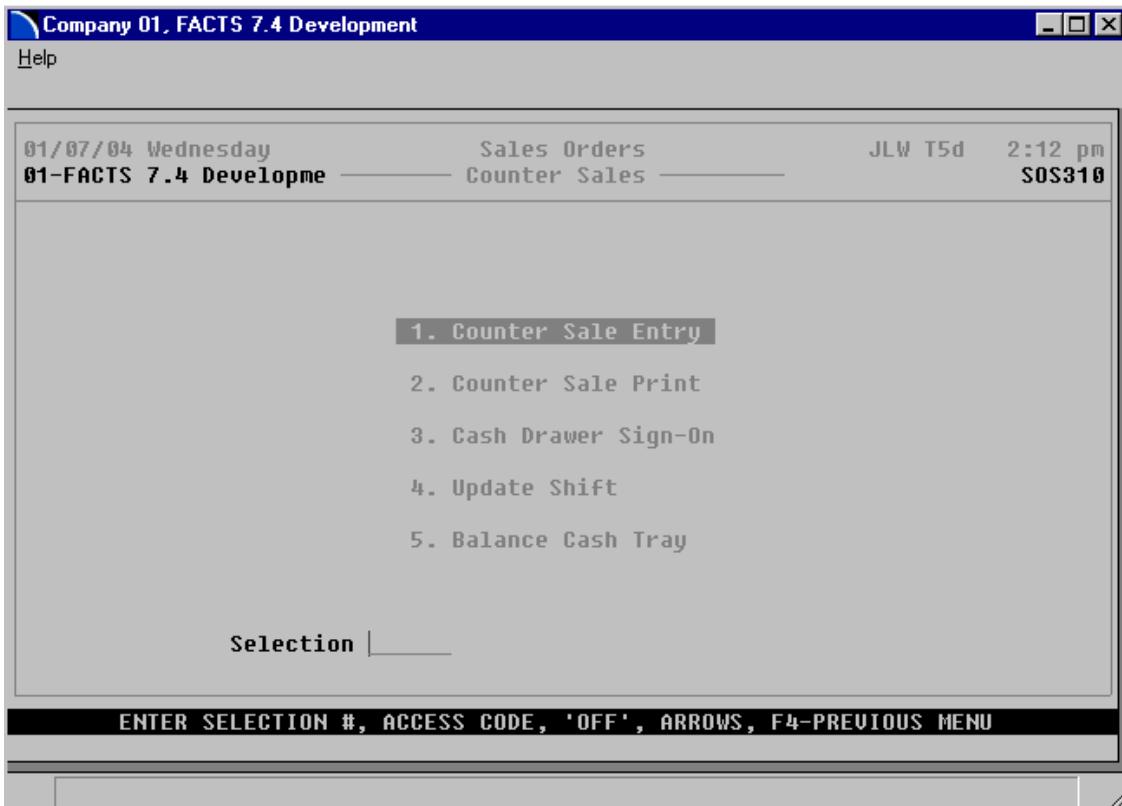 Company 01, FACTS 7.4 Development
Help
01/07/04 Wednesday Sales Orders JLW T5d 2:12 pm
01-FACTS 7.4 Developme Counter Sales SOS310
1. Counter Sale Entry
2. Counter Sale Print
3. Cash Drawer Sign-On
4. Update Shift
5. Balance Cash Tray
Selection
ENTER SELECTION #, ACCESS CODE, 'OFF', ARROWS, F4-PREVIOUS MENU